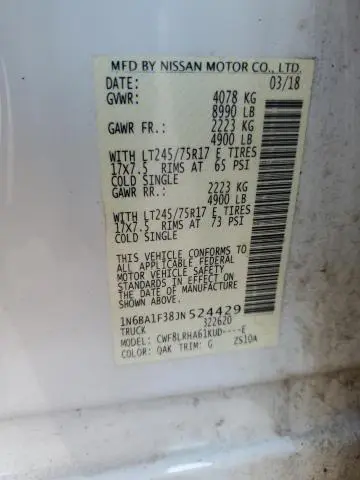 MFD BY NISSAN MOTOR CO., LTD.
DATE: 03/18
GVWR: 4078 KG
8990 LB
GAWR FR.: 2223 KG
4900 LB
WITH LT245/75R17 E TIRES
17X7.5 RIMS AT 65 PSI
COLD SINGLE
GAWR RR.: 2223 KG
4900 LB
WITH LT245/75R17 E TIRES
17X7.5 RIMS AT 73 PSI
COLD SINGLE
THIS VEHICLE CONFORMS TO
ALL APPLICABLE FEDERAL
MOTOR VEHICLE SAFETY
STANDARDS IN EFFECT ON
THE DATE OF MANUFACTURE
SHOWN ABOVE.
1N6BA1F38JN524429
TRUCK 322620
MODEL: CWF8LRHA61KUD----E
COLOR: QAK TRIM: G ZS10A